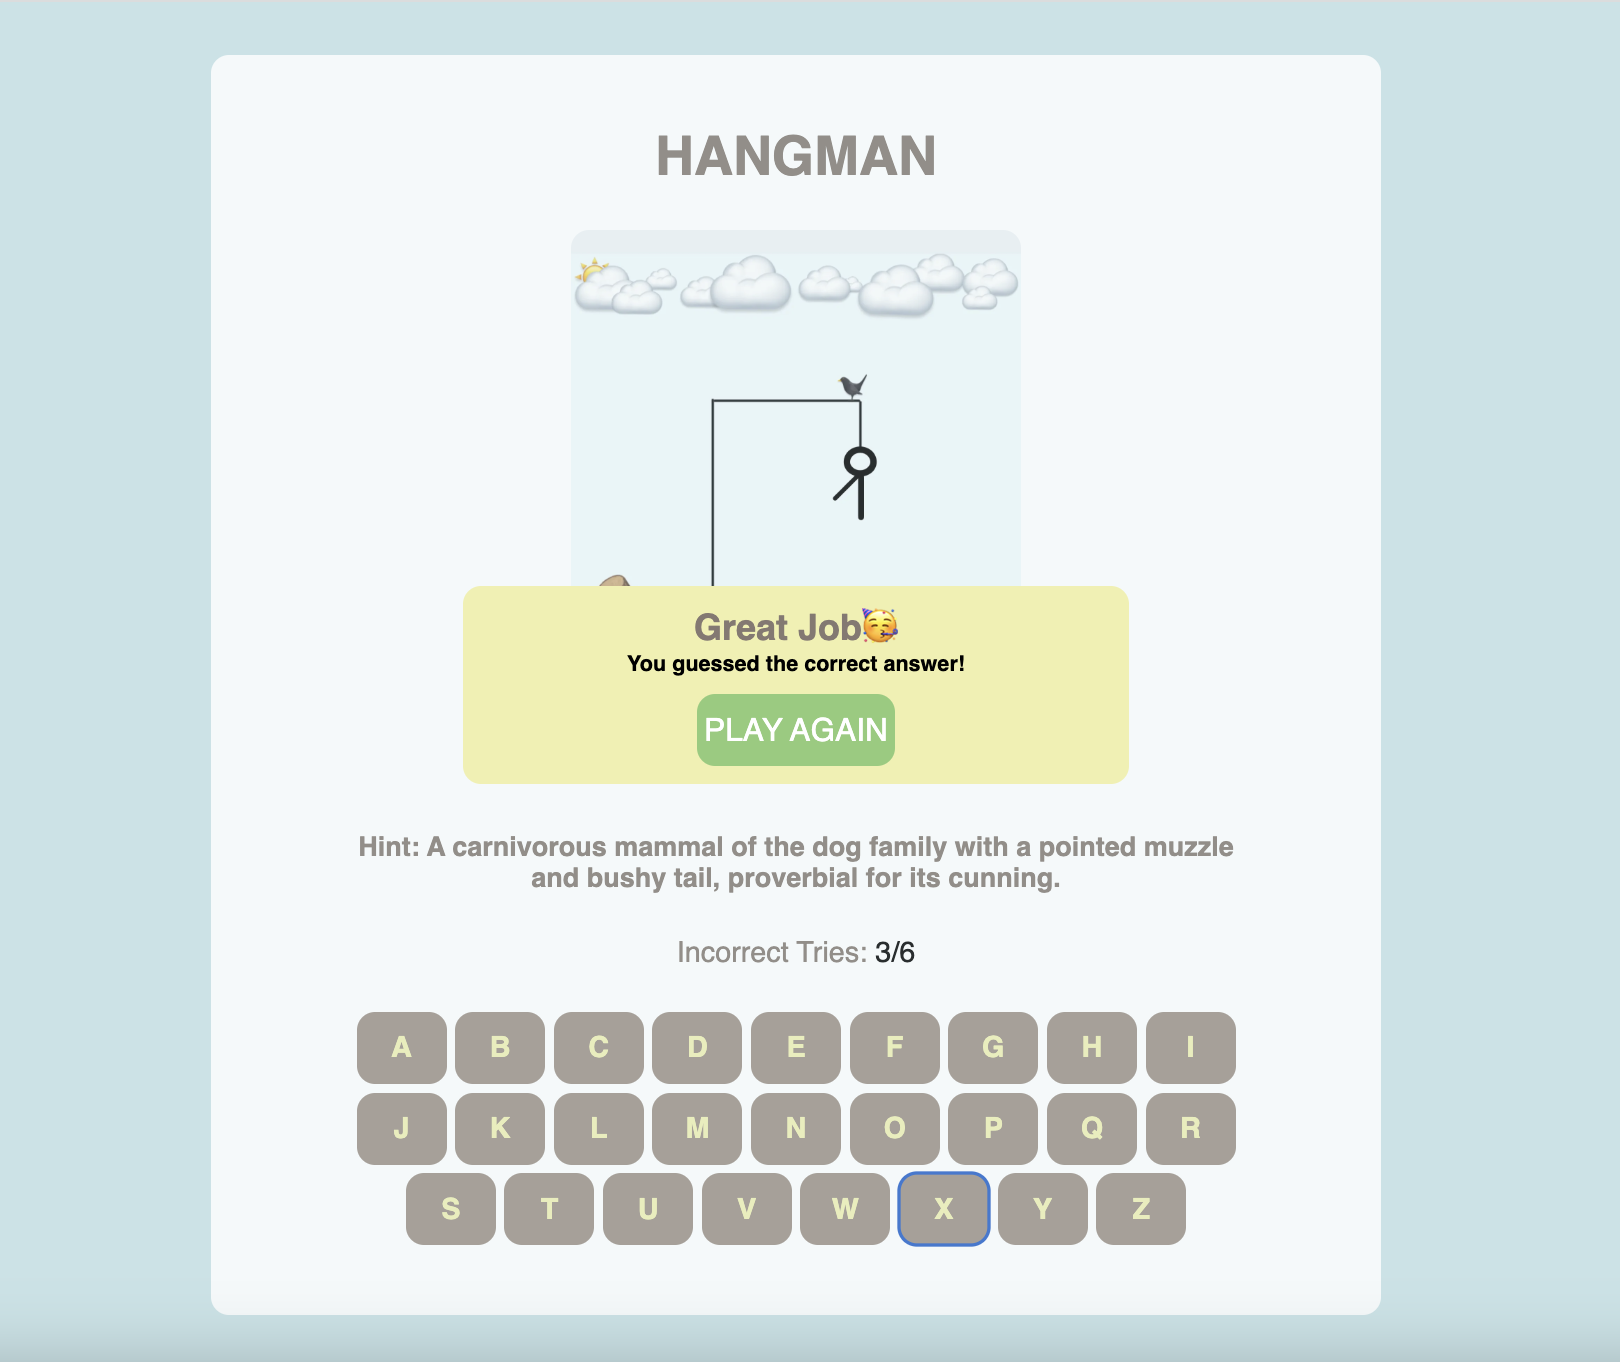 HANGMAN
Great Job🥳
You guessed the correct answer!
PLAY AGAIN
Hint: A carnivorous mammal of the dog family with a pointed muzzle
and bushy tail, proverbial for its cunning.
Incorrect Tries: 3/6
A B C D E F G H I
J K L M N O P Q R
S T U V W X Y Z